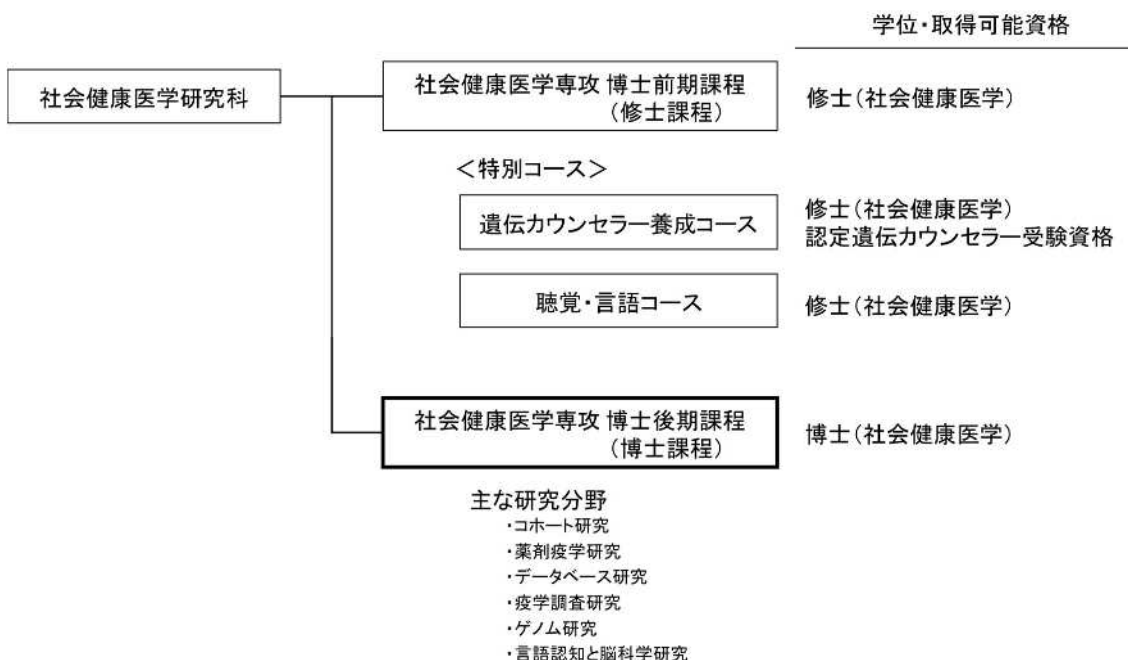 学位・取得可能資格
社会健康医学研究科
社会健康医学専攻 博士前期課程
（修士課程）
修士（社会健康医学）
＜特別コース＞
遺伝カウンセラー養成コース
修士（社会健康医学）
認定遺伝カウンセラー受験資格
聴覚・言語コース
修士（社会健康医学）
社会健康医学専攻 博士後期課程
（博士課程）
博士（社会健康医学）
主な研究分野
・コホート研究
・薬剤疫学研究
・データベース研究
・疫学調査研究
・ゲノム研究
・言語認知と脳科学研究